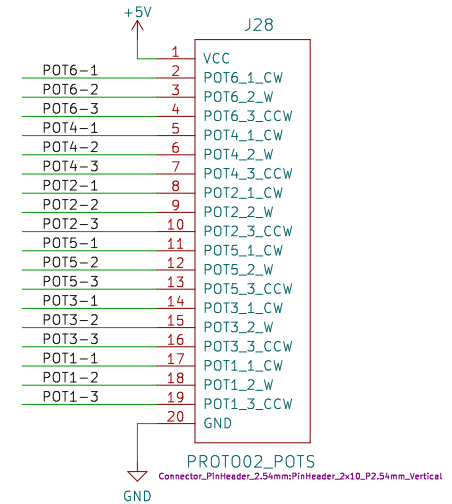 +5V
J28
1 VCC
POT6-1 2 POT6_1_CW
POT6-2 3 POT6_2_W
POT6-3 4 POT6_3_CCW
POT4-1 5 POT4_1_CW
POT4-2 6 POT4_2_W
POT4-3 7 POT4_3_CCW
POT2-1 8 POT2_1_CW
POT2-2 9 POT2_2_W
POT2-3 10 POT2_3_CCW
POT5-1 11 POT5_1_CW
POT5-2 12 POT5_2_W
POT5-3 13 POT5_3_CCW
POT3-1 14 POT3_1_CW
POT3-2 15 POT3_2_W
POT3-3 16 POT3_3_CCW
POT1-1 17 POT1_1_CW
POT1-2 18 POT1_2_W
POT1-3 19 POT1_3_CCW
20 GND
PROTO02_POTS
Connector_PinHeader_2.54mm:PinHeader_2x10_P2.54mm_Vertical
GND